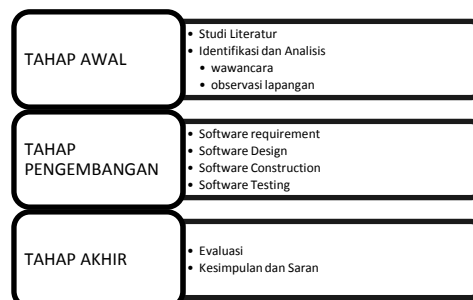 TAHAP AWAL
• Studi Literatur
• Identifikasi dan Analisis
• wawancara
• observasi lapangan
TAHAP
PENGEMBANGAN
• Software requirement
• Software Design
• Software Construction
• Software Testing
TAHAP AKHIR
• Evaluasi
• Kesimpulan dan Saran